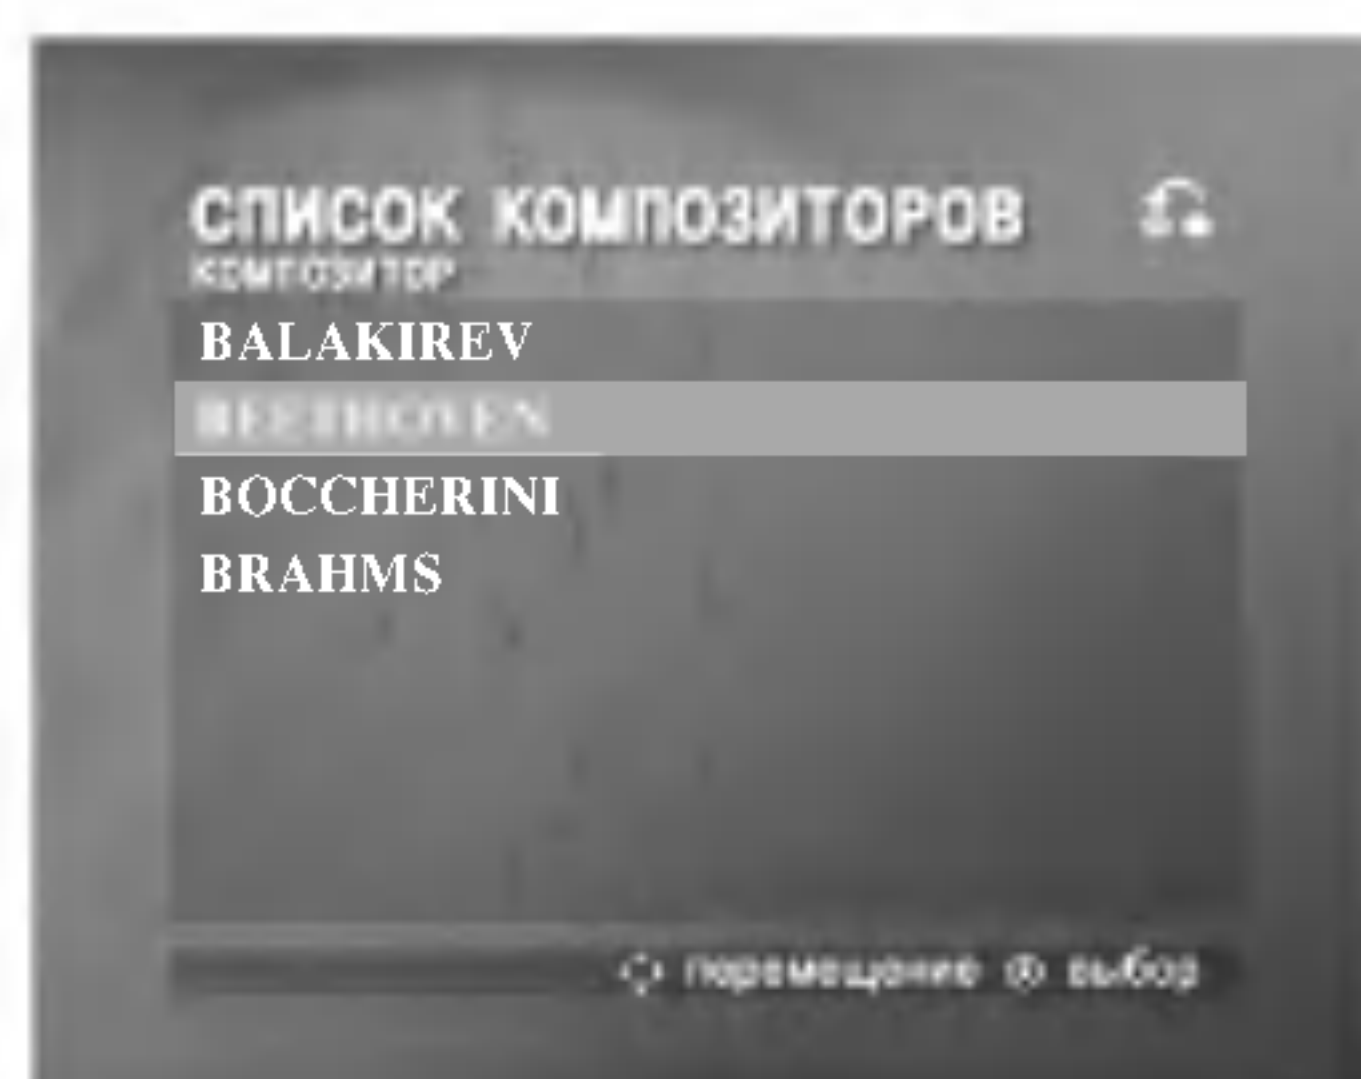 СПИСОК КОМПОЗИТОРОВ
КОМПОЗИТОР
BALAKIREV
BEETHOVEN
BOCCHERINI
BRAHMS
перемещение выбор